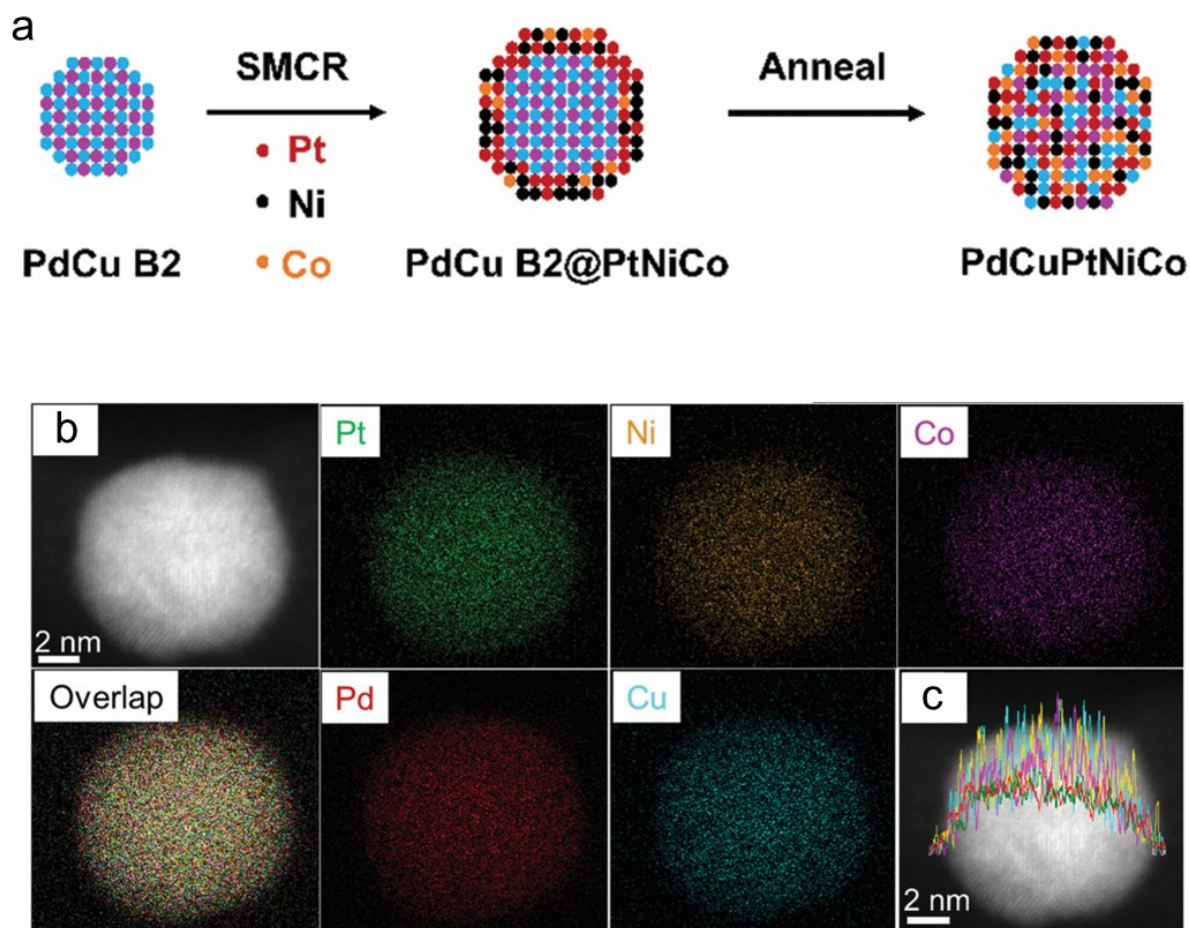 a
SMCR
Anneal
• Pt
• Ni
• Co
PdCu B2
PdCu B2@PtNiCo
PdCuPtNiCo
b
Pt
Ni
Co
2 nm
Overlap
Pd
Cu
c
2 nm